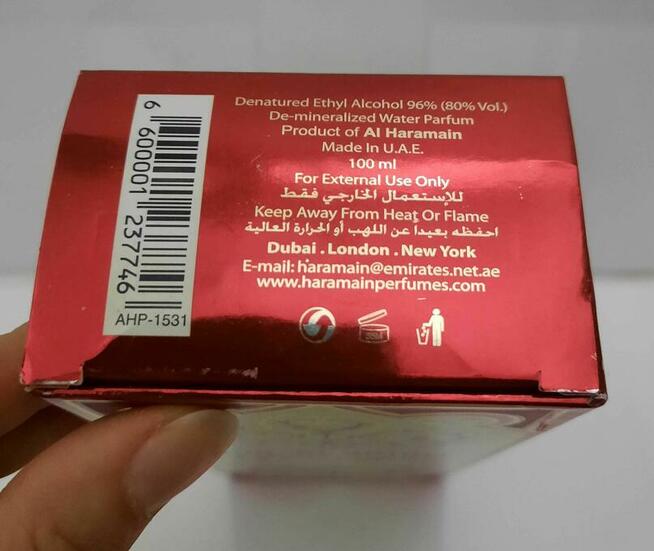 Denatured Ethyl Alcohol 96% (80% Vol.)
De-mineralized Water Parfum
Product of Al Haramain
Made In U.A.E.
100 ml
For External Use Only
للإستعمال الخارجي فقط
Keep Away From Heat Or Flame
احفظه بعيداً عن اللهب أو الحرارة العالية
Dubai . London . New York
E-mail: haramain@emirates.net.ae
www.haramainperfumes.com
6 600001 237746
AHP-1531